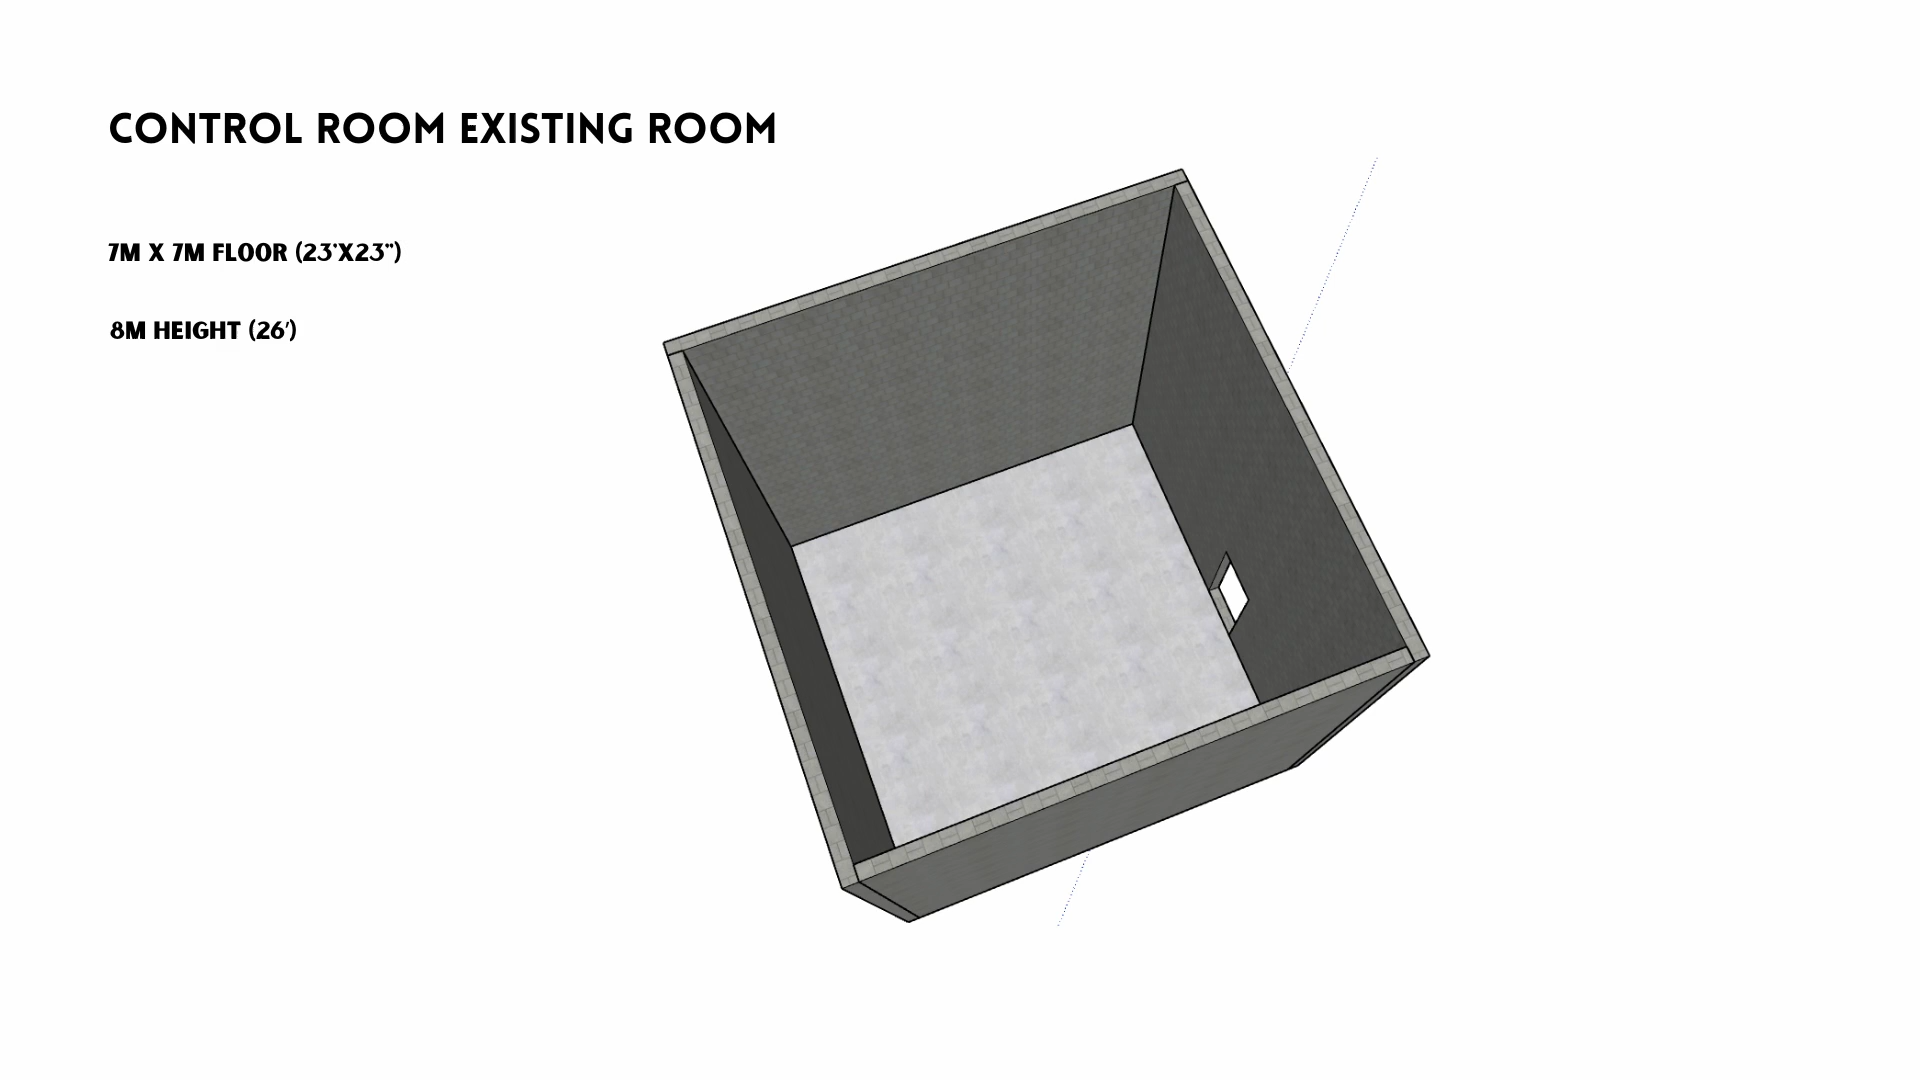 CONTROL ROOM EXISTING ROOM
7M X 7M FLOOR (23'X23")
8M HEIGHT (26')